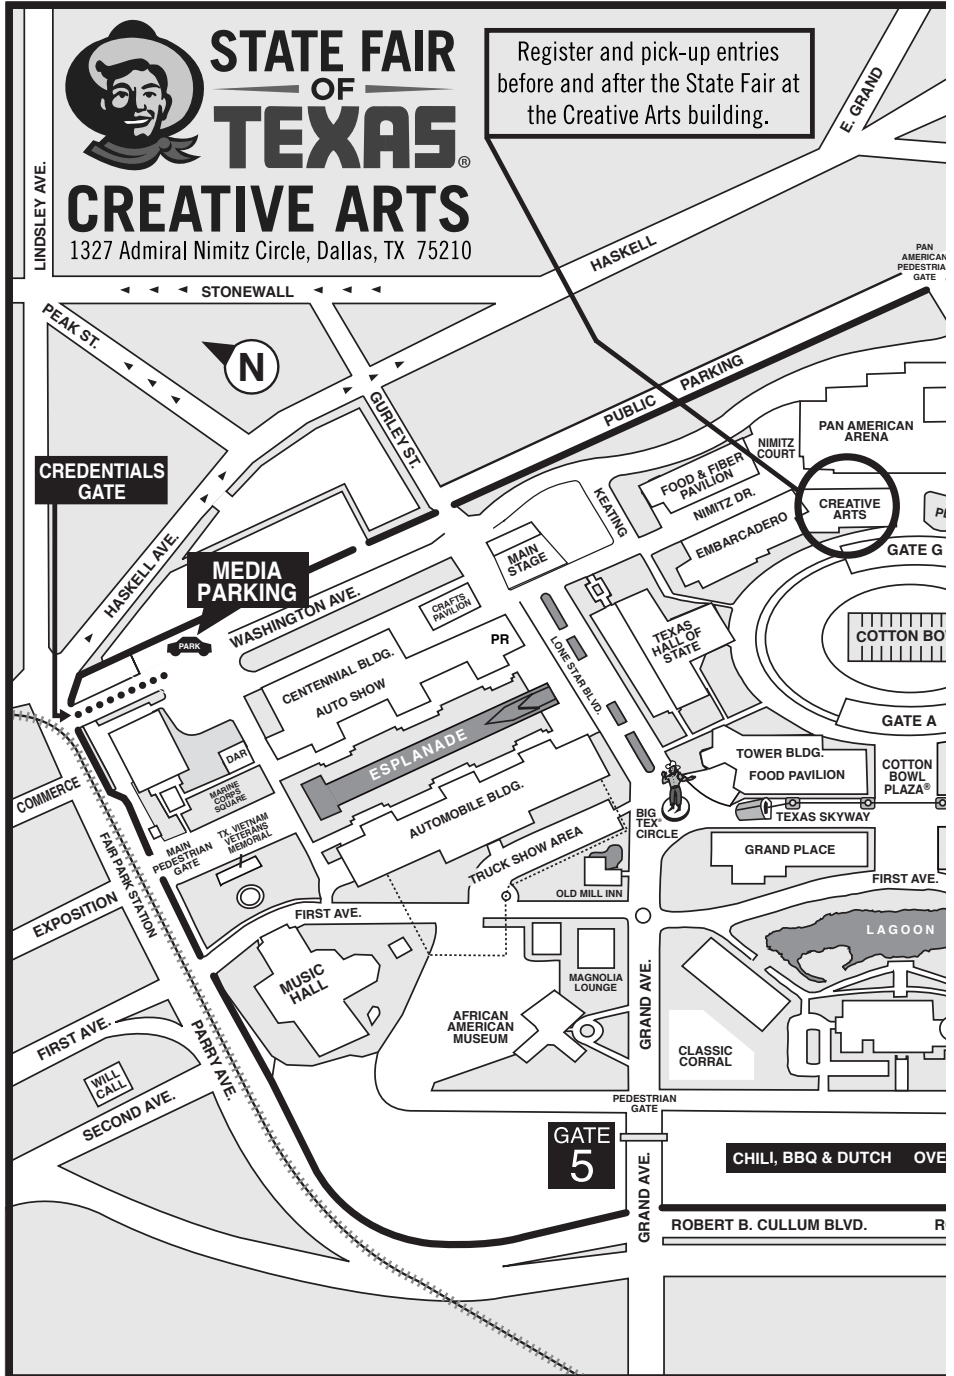 STATE FAIR
OF
TEXAS®
CREATIVE ARTS
1327 Admiral Nimitz Circle, Dallas, TX 75210
Register and pick-up entries
before and after the State Fair at
the Creative Arts building.
E. GRAND
LINDSLEY AVE.
HASKELL
PAN
AMERICAN
PEDESTRIA
GATE
STONEWALL
PEAK ST.
N
GURLEY ST.
PUBLIC PARKING
CREDENTIALS
GATE
HASKELL AVE.
MEDIA
PARKING
PARK
WASHINGTON AVE.
MAIN
STAGE
KEATING
FOOD & FIBER
PAVILION
NIMITZ DR.
EMBARCADERO
NIMITZ
COURT
PAN AMERICAN
ARENA
CREATIVE
ARTS
GATE G
COTTON BO
GATE A
CRAFTS
PAVILION
PR
CENTENNIAL BLDG.
AUTO SHOW
ESPLANADE
LONE STAR BLVD.
TEXAS
HALL OF
STATE
AUTOMOBILE BLDG.
TRUCK SHOW AREA
DAR
MARINE
CORPS
SQUARE
TX. VIETNAM
VETERANS
MEMORIAL
MAIN
PEDESTRIAN
GATE
COMMERCE
FAIR PARK STATION
EXPOSITION
TOWER BLDG.
FOOD PAVILION
COTTON
BOWL
PLAZA®
BIG
TEX®
CIRCLE
TEXAS SKYWAY
GRAND PLACE
OLD MILL INN
FIRST AVE.
FIRST AVE.
LAGOON
MUSIC
HALL
MAGNOLIA
LOUNGE
AFRICAN
AMERICAN
MUSEUM
GRAND AVE.
CLASSIC
CORRAL
FIRST AVE.
PARRY AVE.
WILL
CALL
SECOND AVE.
PEDESTRIAN
GATE
GATE
5
GRAND AVE.
CHILI, BBQ & DUTCH OVE
ROBERT B. CULLUM BLVD. R